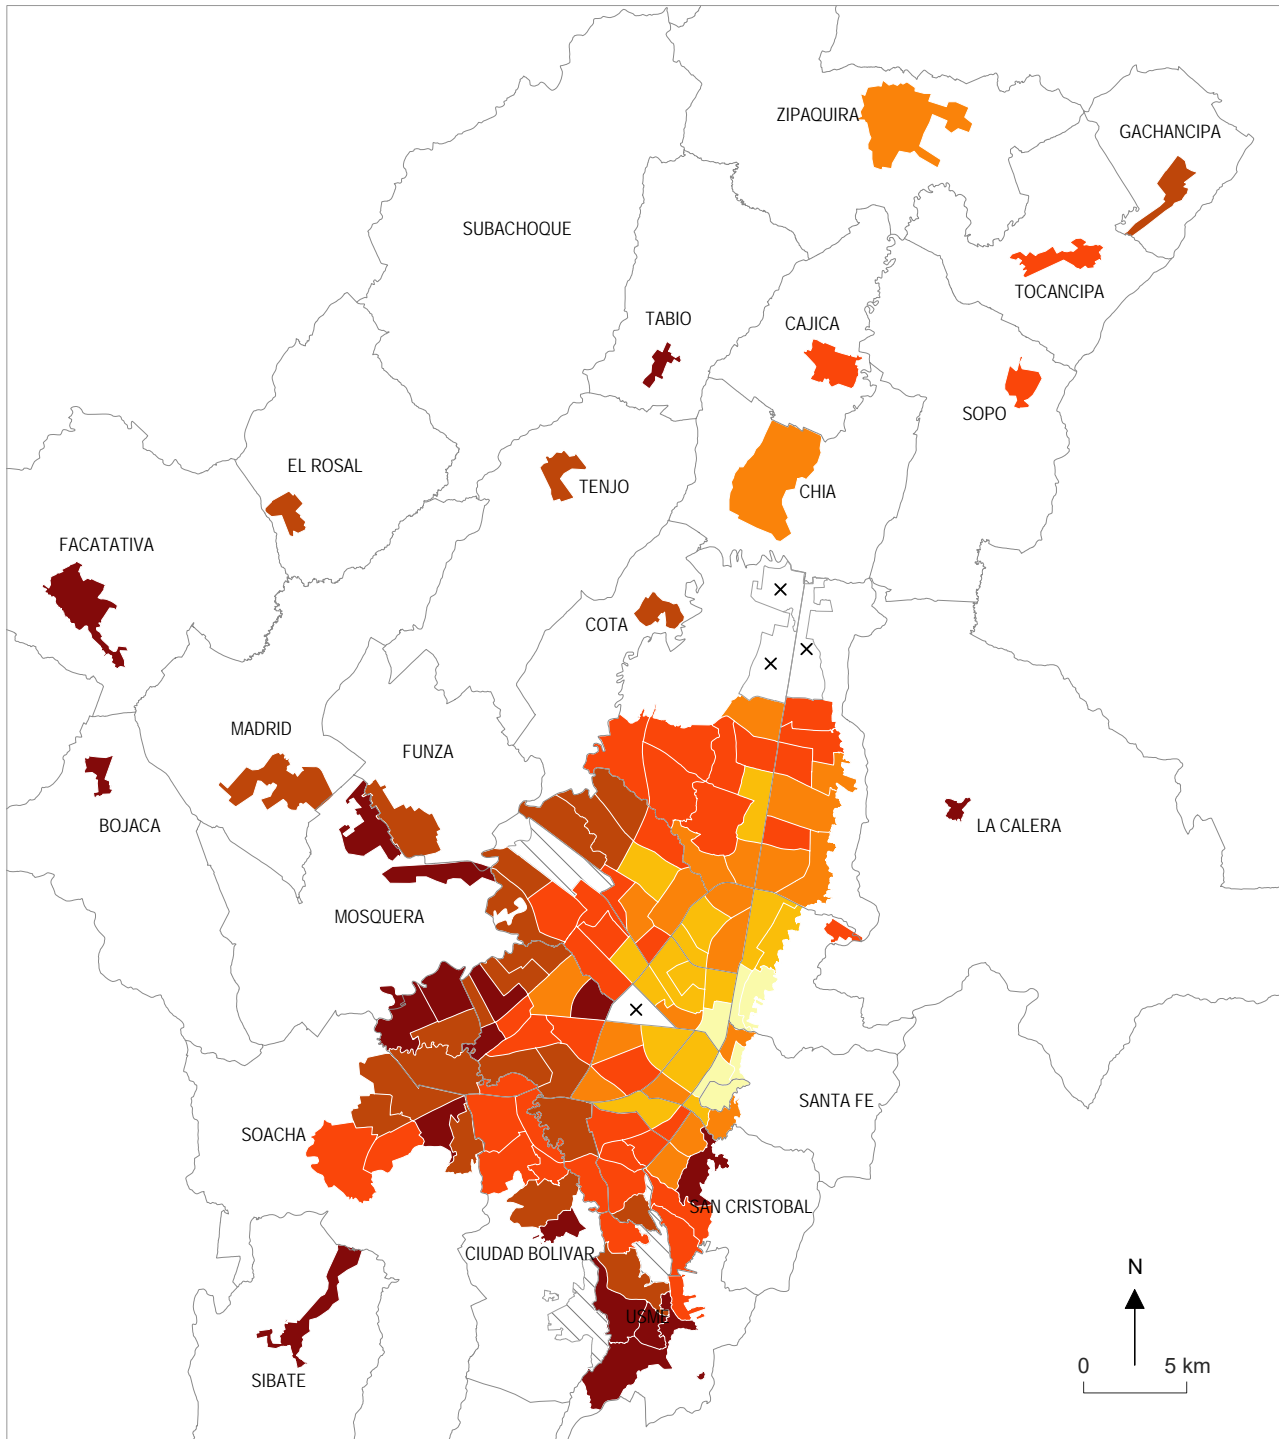 ZIPAQUIRA
GACHANCIPA
SUBACHOQUE
TOCANCIPA
TABIO
CAJICA
SOPO
EL ROSAL
TENJO
CHIA
FACATATIVA
COTA
MADRID
FUNZA
BOJACA
LA CALERA
MOSQUERA
SANTA FE
SOACHA
SAN CRISTOBAL
CIUDAD BOLIVAR
N
USME
0 5 km
SIBATE